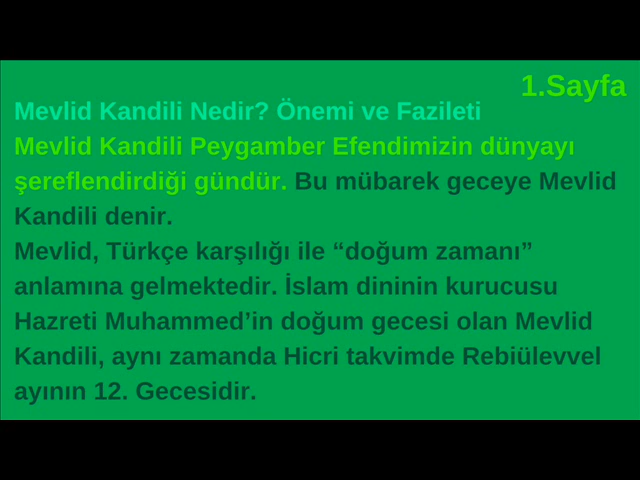 1.Sayfa
Mevlid Kandili Nedir? Önemi ve Fazileti
Mevlid Kandili Peygamber Efendimizin dünyayı
şereflendirdiği gündür. Bu mübarek geceye Mevlid
Kandili denir.
Mevlid, Türkçe karşılığı ile “doğum zamanı”
anlamına gelmektedir. İslam dininin kurucusu
Hazreti Muhammed’in doğum gecesi olan Mevlid
Kandili, aynı zamanda Hicri takvimde Rebiülevvel
ayının 12. Gecesidir.